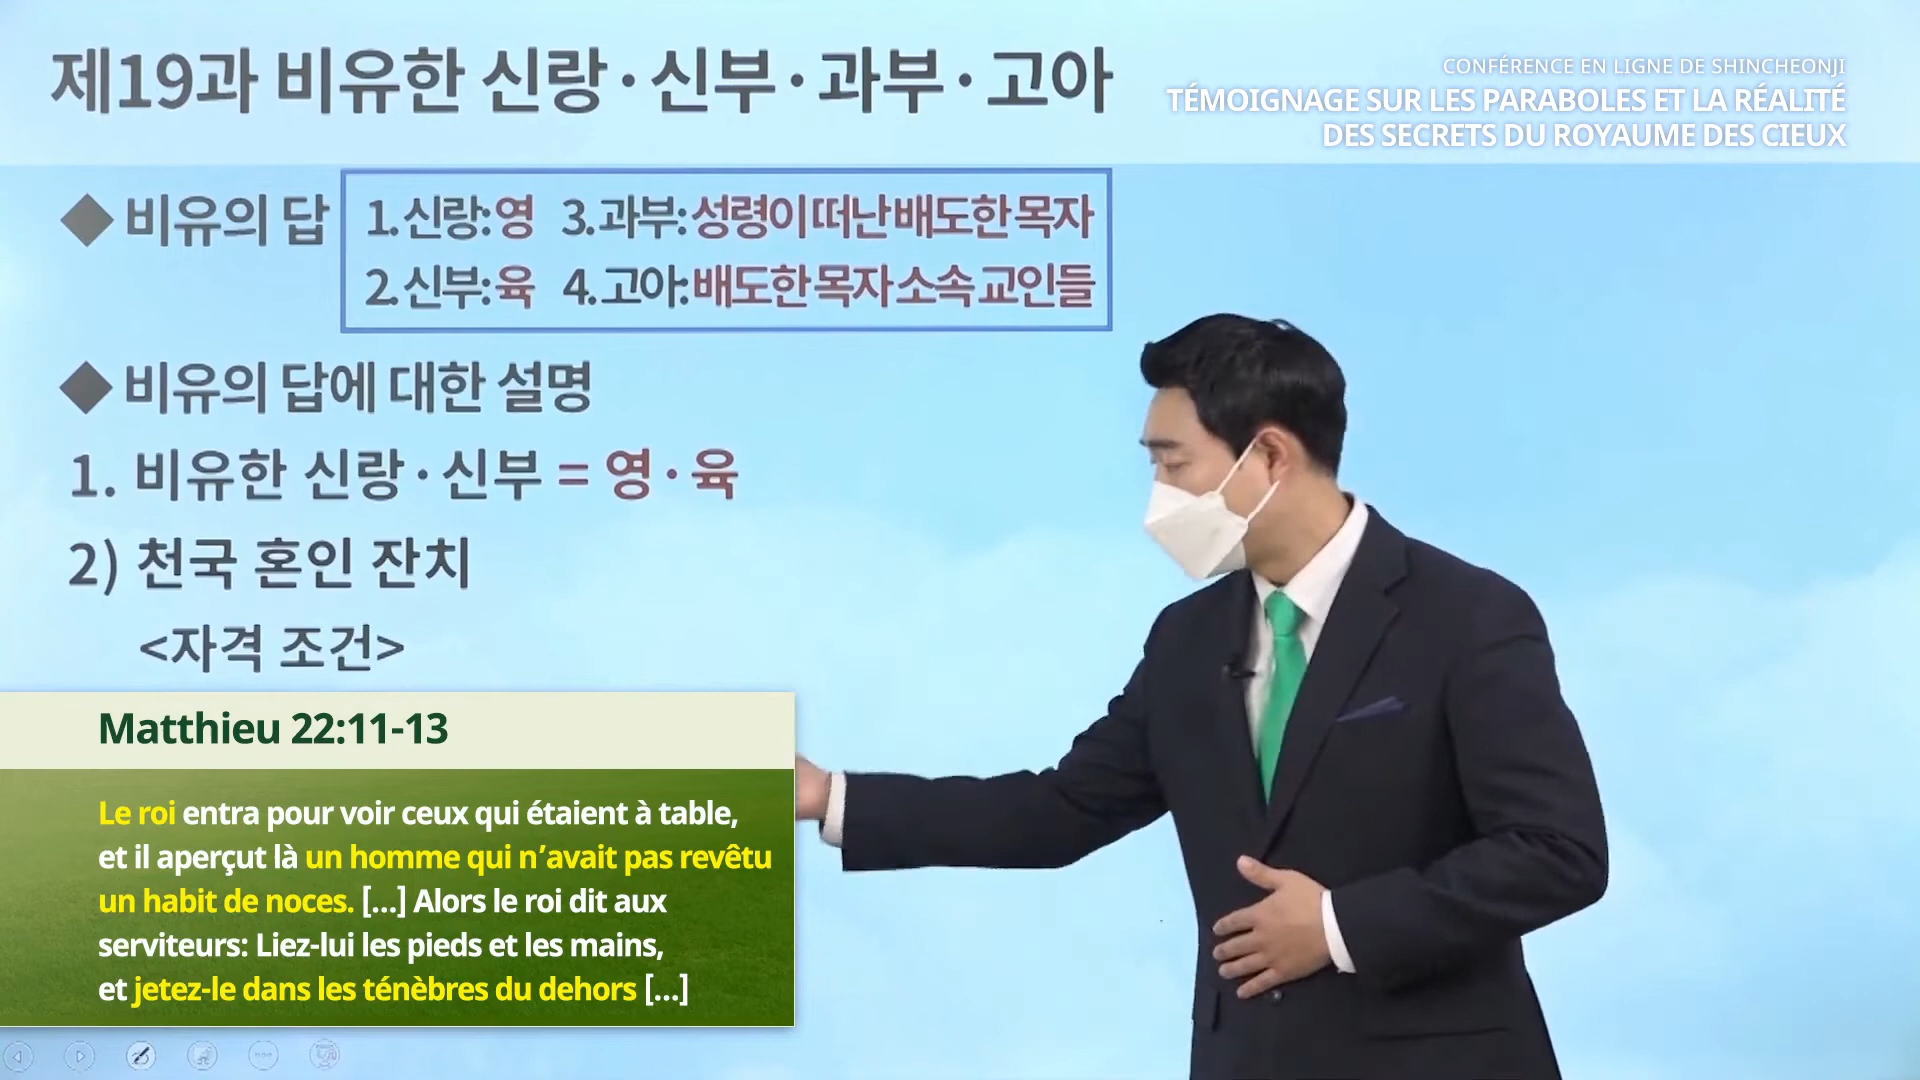 제19과 비유한 신랑·신부·과부·고아
CONFÉRENCE EN LIGNE DE SHINCHEONJI
TÉMOIGNAGE SUR LES PARABOLES ET LA RÉALITÉ
DES SECRETS DU ROYAUME DES CIEUX
◆ 비유의 답
1. 신랑: 영 3. 과부: 성령이 떠난 배도한 목자
2. 신부: 육 4. 고아: 배도한 목자 소속 교인들
◆ 비유의 답에 대한 설명
1. 비유한 신랑·신부 = 영·육
2) 천국 혼인 잔치
<자격 조건>
Matthieu 22:11-13
Le roi entra pour voir ceux qui étaient à table,
et il aperçut là un homme qui n’avait pas revêtu
un habit de noces. [...] Alors le roi dit aux
serviteurs: Liez-lui les pieds et les mains,
et jetez-le dans les ténèbres du dehors [...]